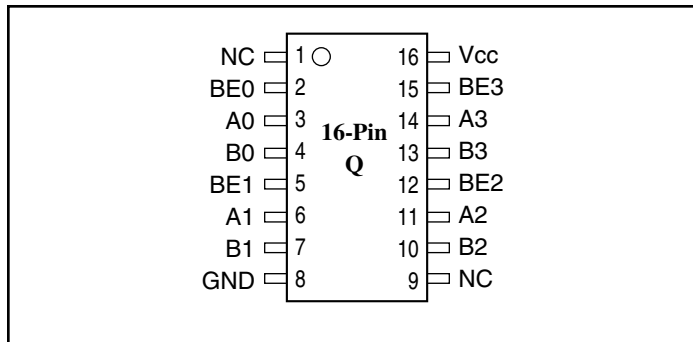 NC 1 16 Vcc
BE0 2 15 BE3
A0 3 14 A3
16-Pin
B0 4 13 B3
Q
BE1 5 12 BE2
A1 6 11 A2
B1 7 10 B2
GND 8 9 NC